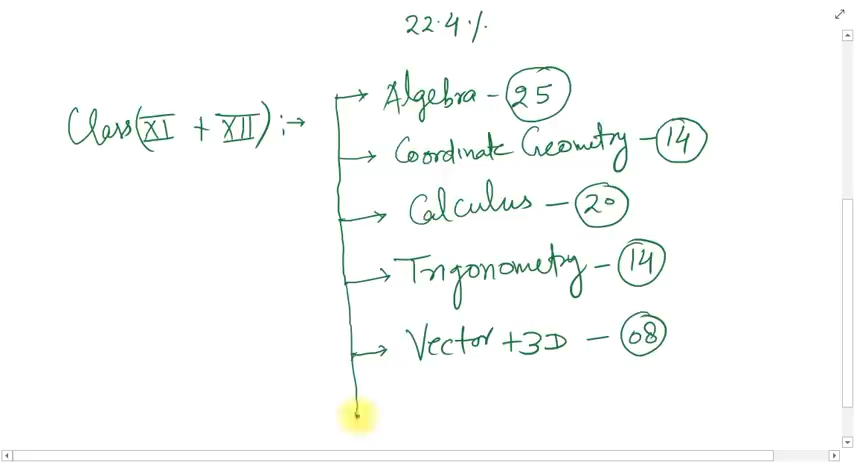 22.4%
Class (XI + XII) :→
→ Algebra - 25
→ Coordinate Geometry - 14
→ Calculus - 20
→ Trigonometry - 14
→ Vector + 3D - 08